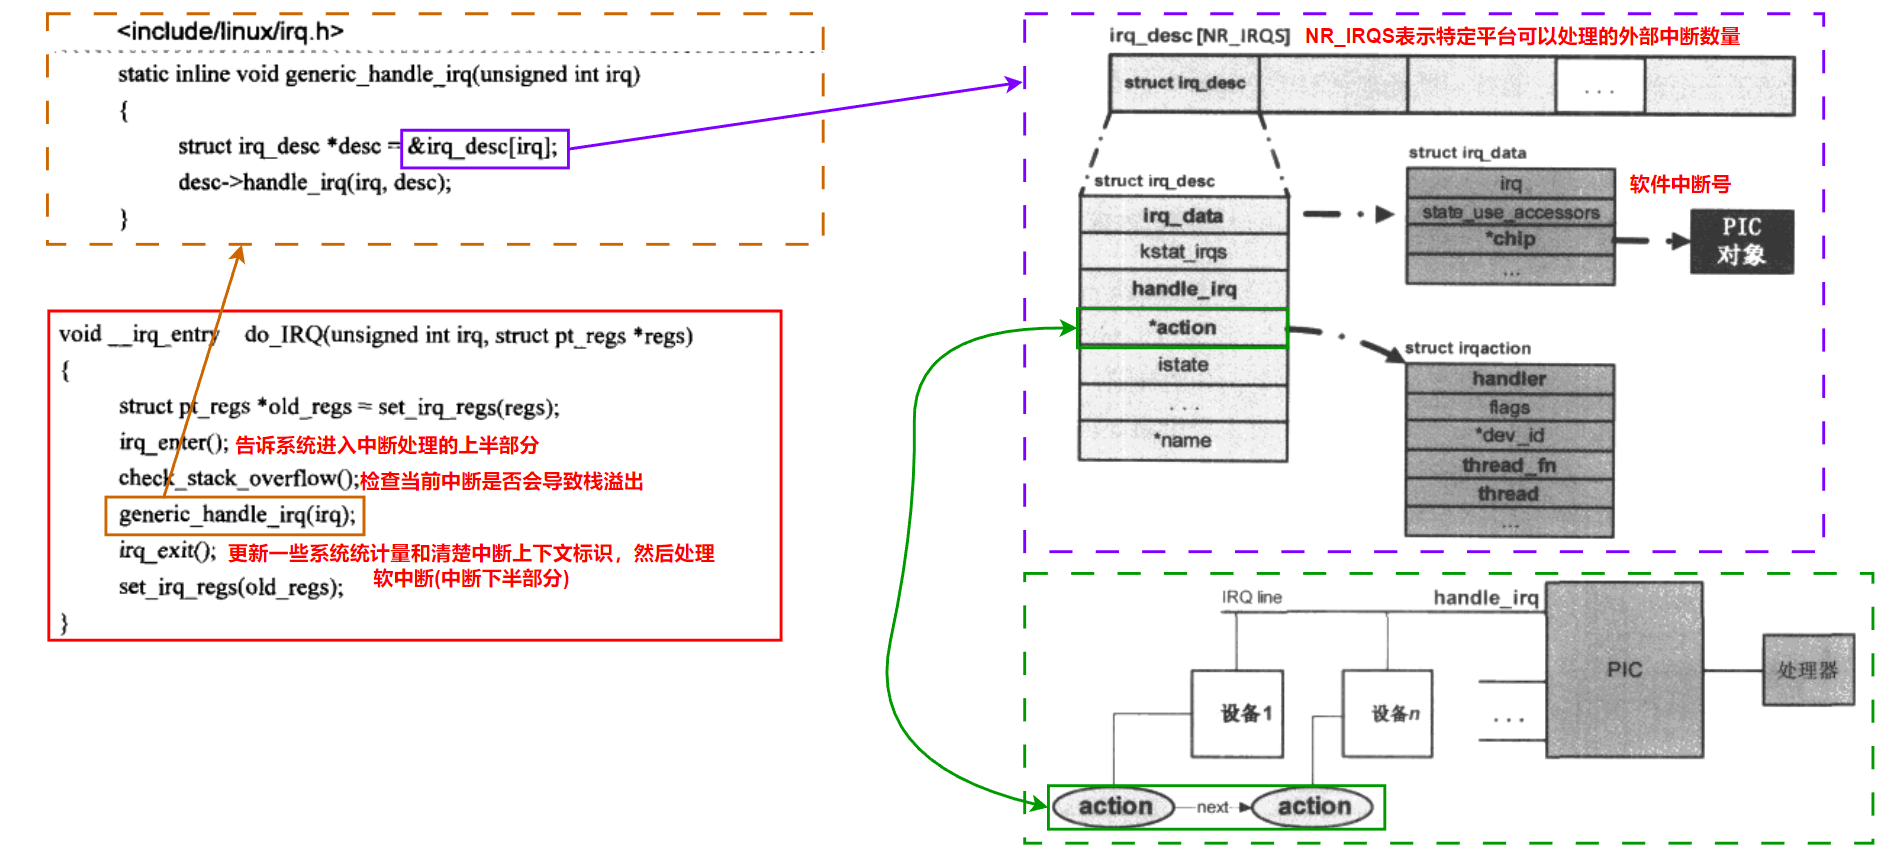 <include/linux/irq.h>
static inline void generic_handle_irq(unsigned int irq)
{
struct irq_desc *desc = &irq_desc[irq];
desc->handle_irq(irq, desc);
}
void __irq_entry do_IRQ(unsigned int irq, struct pt_regs *regs)
{
struct pt_regs *old_regs = set_irq_regs(regs);
irq_enter(); 告诉系统进入中断处理的上半部分
check_stack_overflow();检查当前中断是否会导致栈溢出
generic_handle_irq(irq);
irq_exit(); 更新一些系统统计量和清楚中断上下文标识，然后处理
软中断(中断下半部分)
set_irq_regs(old_regs);
}
irq_desc[NR_IRQS] NR_IRQS表示特定平台可以处理的外部中断数量
struct irq_desc
...
struct irq_desc
irq_data
kstat_irqs
handle_irq
*action
istate
...
*name
struct irq_data
irq 软件中断号
state_use_accessors
*chip
...
PIC
对象
struct irqaction
handler
flags
*dev_id
thread_fn
thread
...
IRQ line
handle_irq
PIC
处理器
设备1
设备n
...
action
next
action